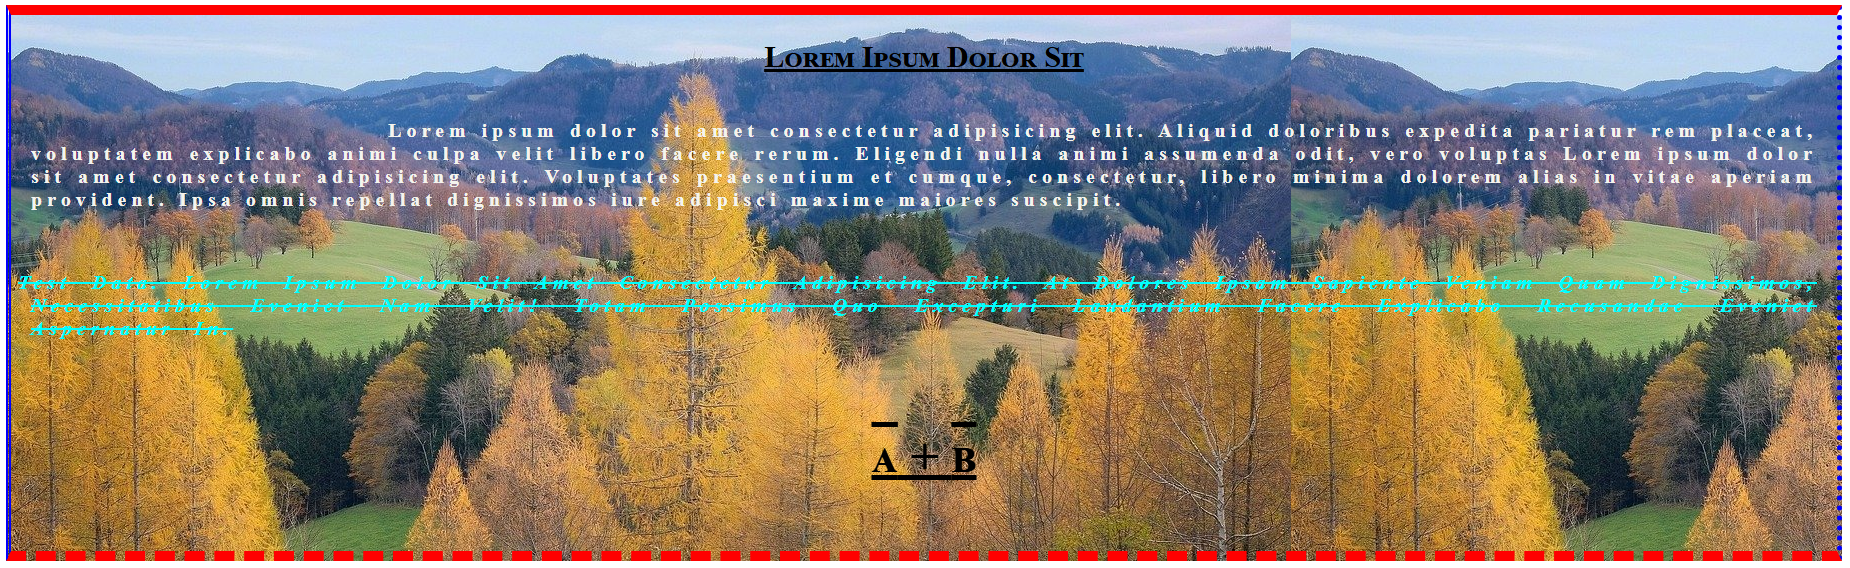 Lorem Ipsum Dolor Sit
Lorem ipsum dolor sit amet consectetur adipisicing elit. Aliquid doloribus expedita pariatur rem placeat,
voluptatem explicabo animi culpa velit libero facere rerum. Eligendi nulla animi assumenda odit, vero voluptas Lorem ipsum dolor
sit amet consectetur adipisicing elit. Voluptates praesentium et cumque, consectetur, libero minima dolorem alias in vitae aperiam
provident. Ipsa omnis repellat dignissimos iure adipisci maxime maiores suscipit.
Test Data. Lorem Ipsum Dolor Sit Amet Consectetur Adipisicing Elit. At Dolores Ipsam Sapiente Veniam Quam Dignissimos,
Necessitatibus Eveniet Nam Velit! Totam Possimus Quo Excepturi Laudantium Facere Explicabo Recusandae Eveniet
Aspernatur In.
A + B